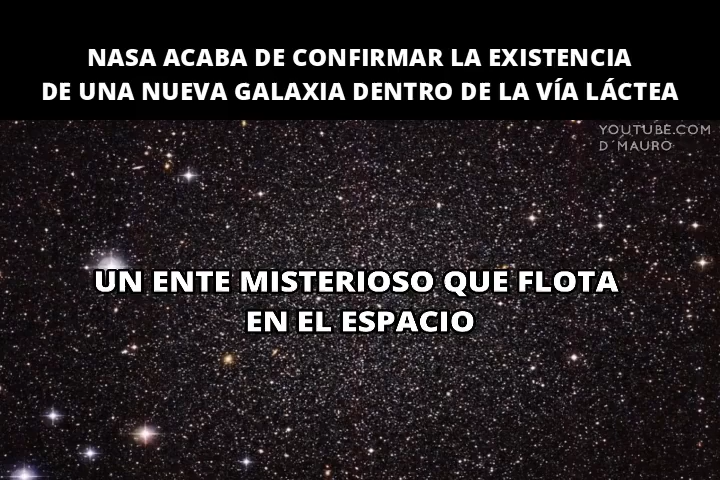 NASA ACABA DE CONFIRMAR LA EXISTENCIA
DE UNA NUEVA GALAXIA DENTRO DE LA VÍA LÁCTEA
YOUTUBE.COM
D´MAURO
UN ENTE MISTERIOSO QUE FLOTA
EN EL ESPACIO